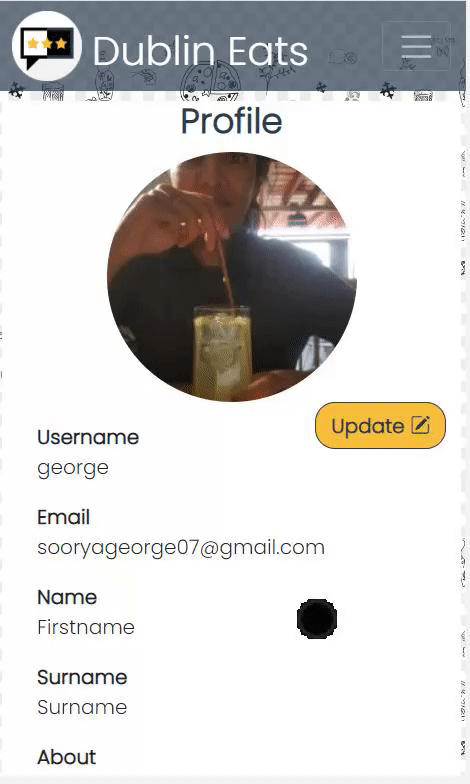 Dublin Eats
Profile
Update
Username
george
Email
sooryageorge07@gmail.com
Name
Firstname
Surname
Surname
About